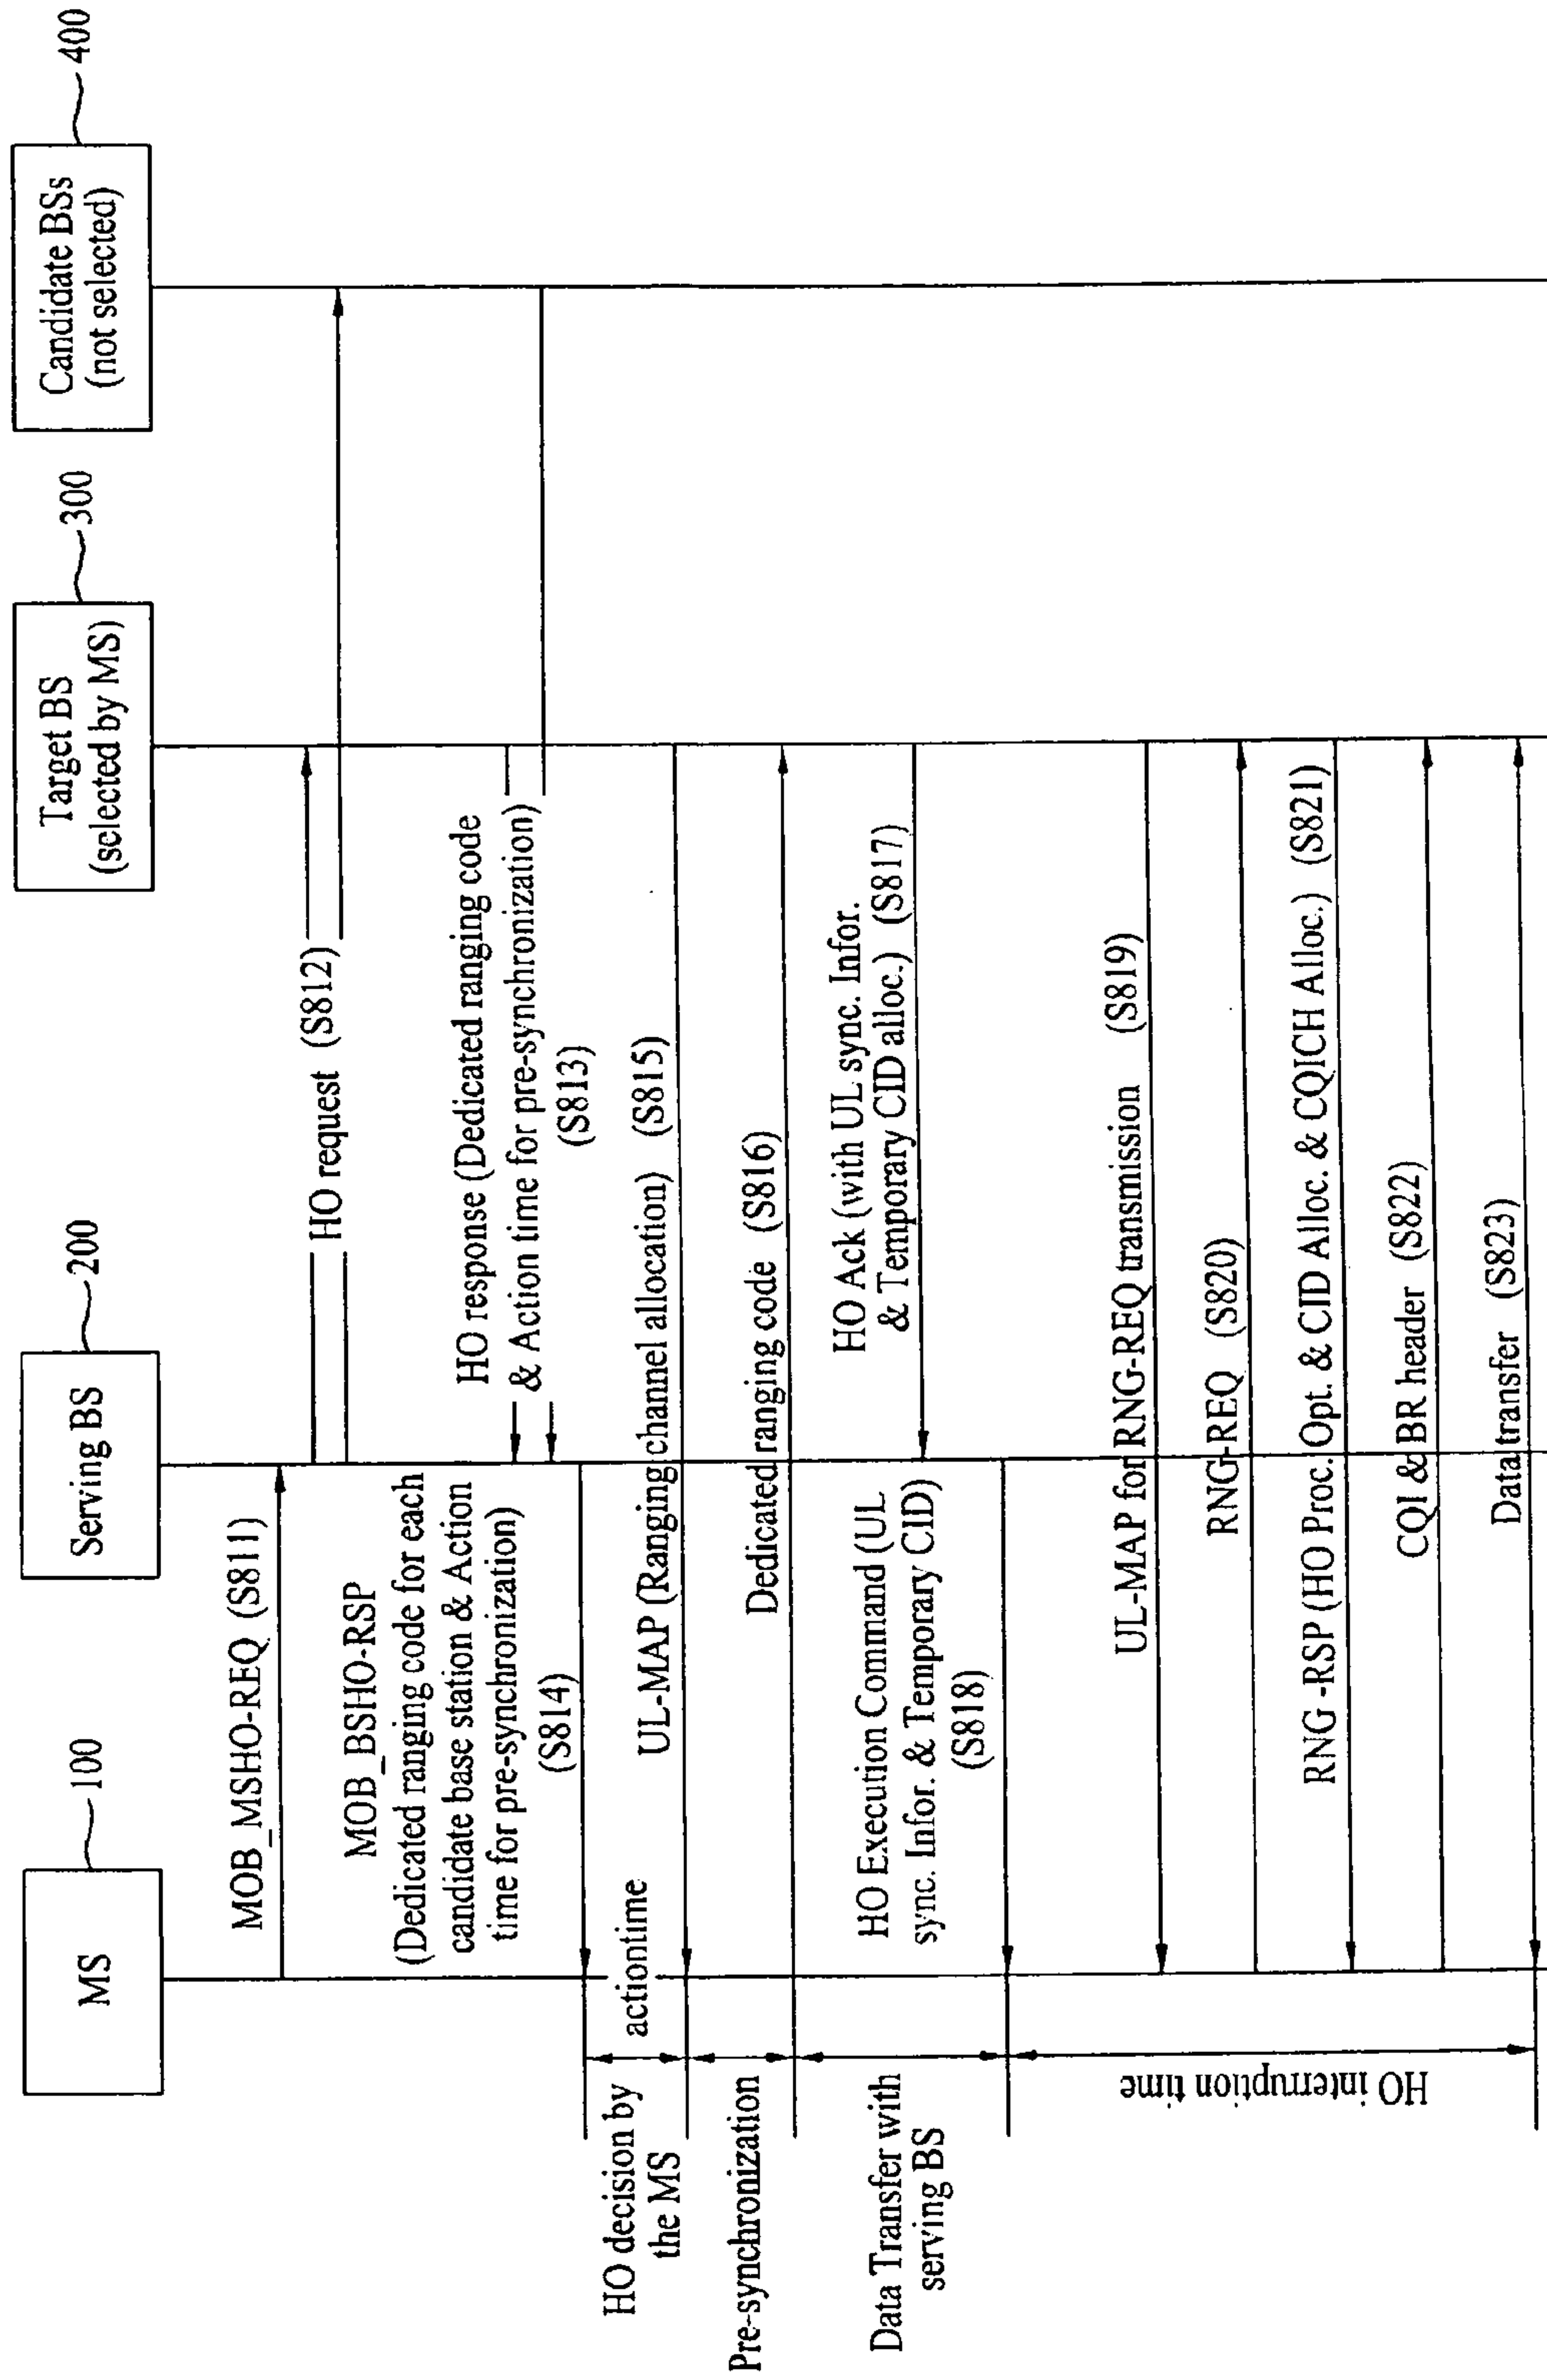 MS
100
Serving BS
200
Target BS
(selected by MS)
300
Candidate BSs
(not selected)
400
MOB_MSHO-REQ (S811)
HO request (S812)
HO response (Dedicated ranging code
& Action time for pre-synchronization)
(S813)
MOB_BSHO-RSP
(Dedicated ranging code for each
candidate base station & Action
time for pre-synchronization)
(S814)
HO decision by
the MS
actiontime
UL-MAP (Ranging channel allocation) (S815)
Pre-synchronization
Dedicated ranging code (S816)
Data Transfer with
serving BS
HO Ack (with UL sync. Infor.
& Temporary CID alloc.) (S817)
HO Execution Command (UL
sync. Infor. & Temporary CID)
(S818)
HO interruption time
UL-MAP for RNG-REQ transmission (S819)
RNG-REQ (S820)
RNG -RSP (HO Proc. Opt. & CID Alloc. & CQICH Alloc.) (S821)
CQI & BR header (S822)
Data transfer (S823)